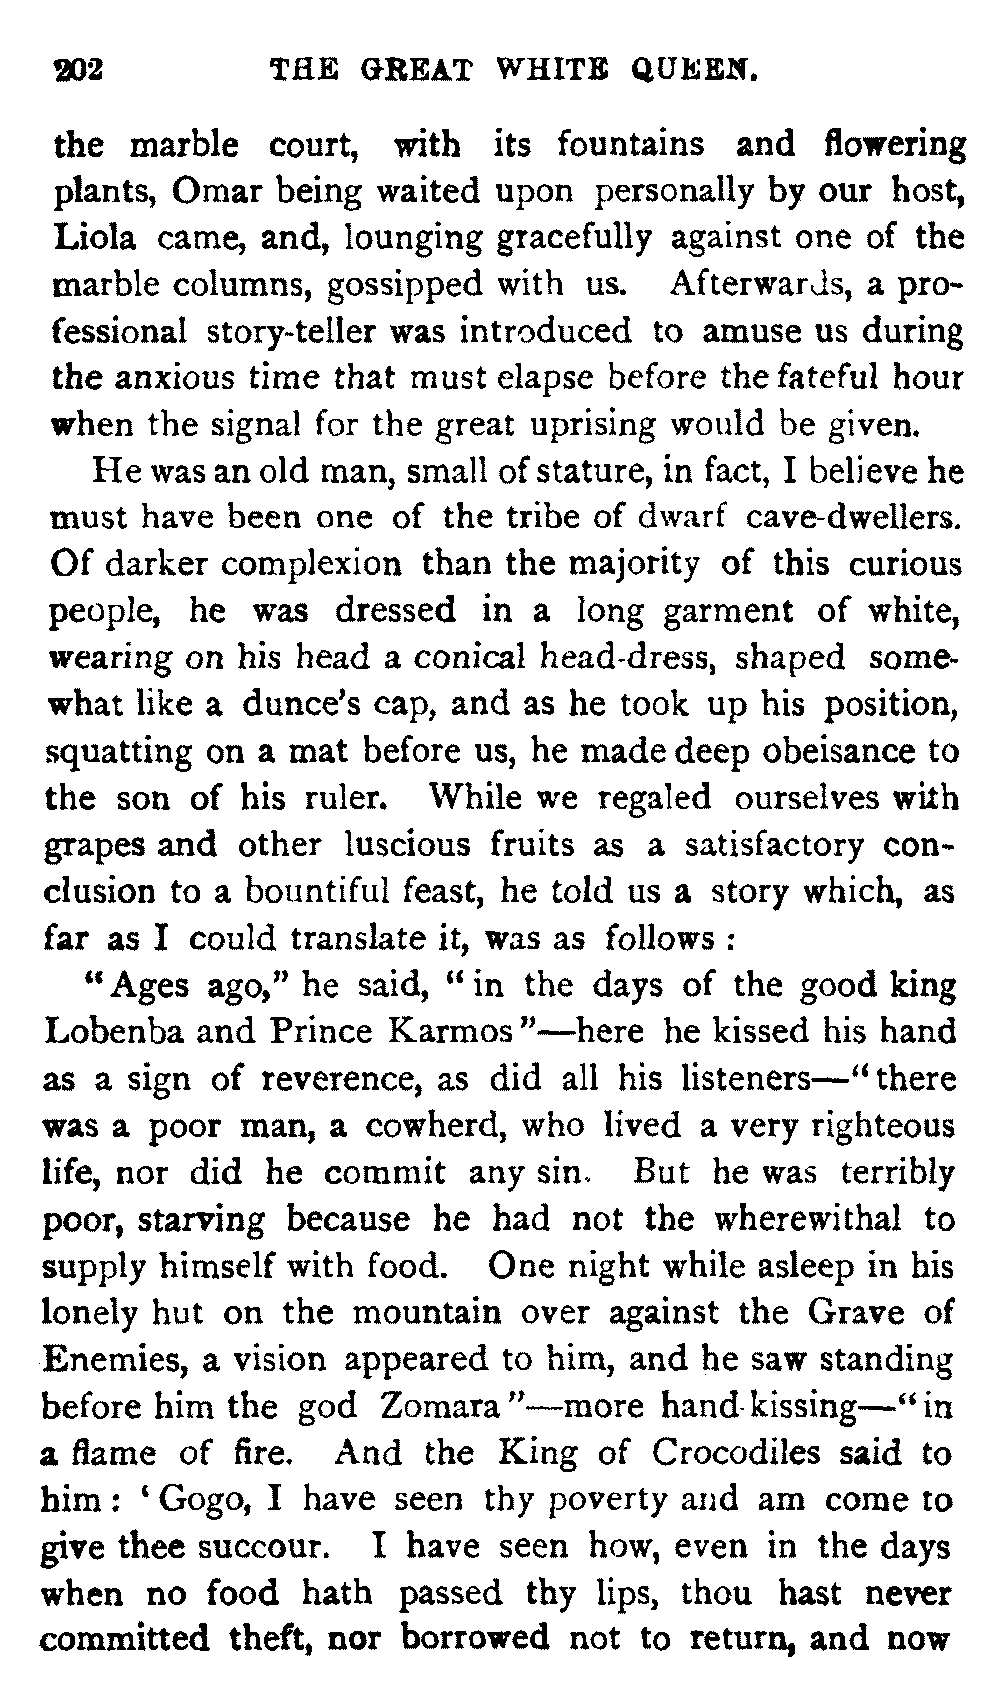 202 THE GREAT WHITE QUEEN.
the marble court, with its fountains and flowering
plants, Omar being waited upon personally by our host,
Liola came, and, lounging gracefully against one of the
marble columns, gossipped with us. Afterwards, a pro-
fessional story-teller was introduced to amuse us during
the anxious time that must elapse before the fateful hour
when the signal for the great uprising would be given.
He was an old man, small of stature, in fact, I believe he
must have been one of the tribe of dwarf cave-dwellers.
Of darker complexion than the majority of this curious
people, he was dressed in a long garment of white,
wearing on his head a conical head-dress, shaped some-
what like a dunce's cap, and as he took up his position,
squatting on a mat before us, he made deep obeisance to
the son of his ruler. While we regaled ourselves with
grapes and other luscious fruits as a satisfactory con-
clusion to a bountiful feast, he told us a story which, as
far as I could translate it, was as follows :
"Ages ago," he said, "in the days of the good king
Lobenba and Prince Karmos"—here he kissed his hand
as a sign of reverence, as did all his listeners—"there
was a poor man, a cowherd, who lived a very righteous
life, nor did he commit any sin. But he was terribly
poor, starving because he had not the wherewithal to
supply himself with food. One night while asleep in his
lonely hut on the mountain over against the Grave of
Enemies, a vision appeared to him, and he saw standing
before him the god Zomara"—more hand-kissing—"in
a flame of fire. And the King of Crocodiles said to
him : 'Gogo, I have seen thy poverty and am come to
give thee succour. I have seen how, even in the days
when no food hath passed thy lips, thou hast never
committed theft, nor borrowed not to return, and now